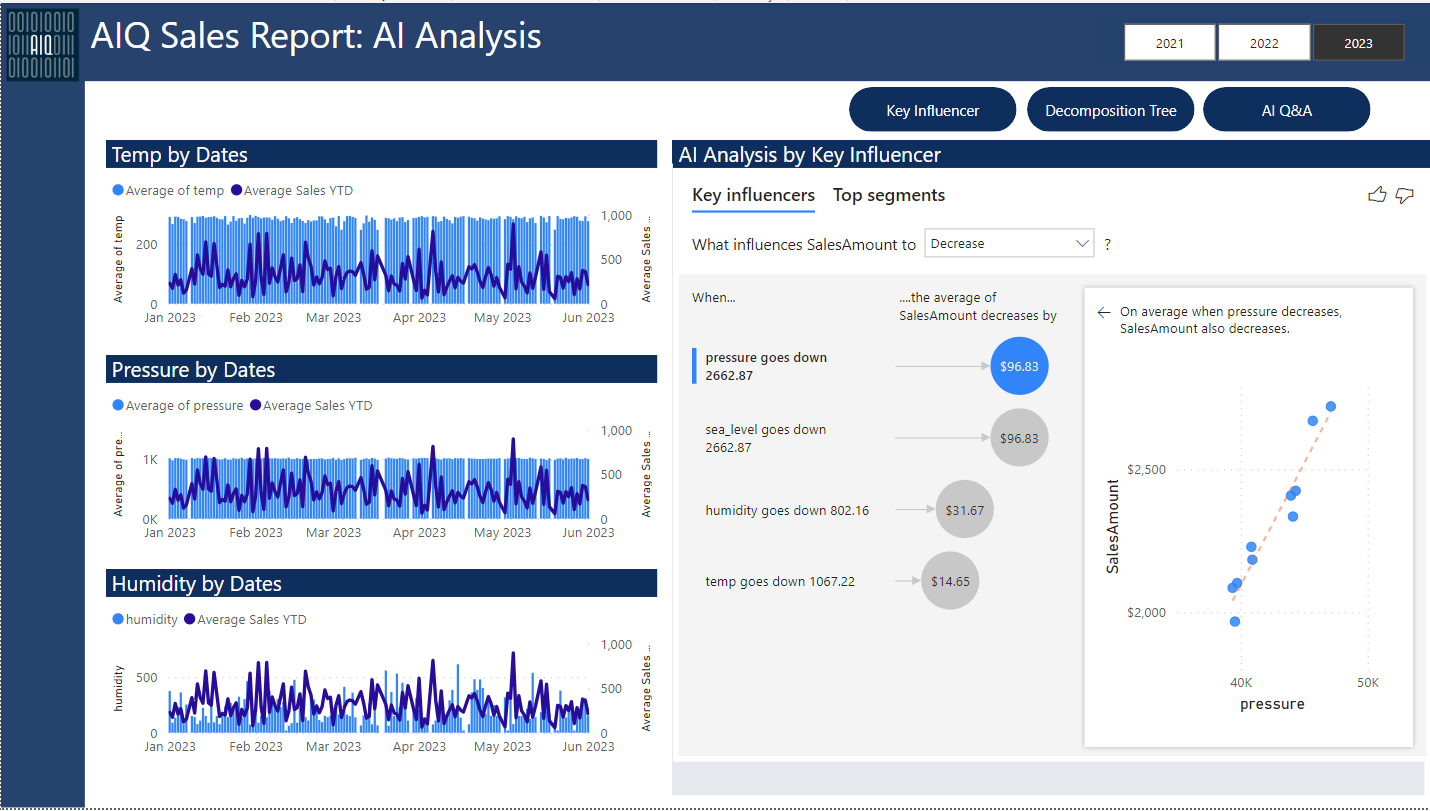 00101010
011AIQ011
0010010110
AIQ Sales Report: AI Analysis
2021
2022
2023
Key Influencer
Decomposition Tree
AI Q&A
Temp by Dates
Average of temp
Average Sales YTD
Average of temp
200
0
1,000
500
0
Average Sales ...
Jan 2023
Feb 2023
Mar 2023
Apr 2023
May 2023
Jun 2023
Pressure by Dates
Average of pressure
Average Sales YTD
Average of pre...
1K
0K
1,000
500
0
Average Sales ...
Jan 2023
Feb 2023
Mar 2023
Apr 2023
May 2023
Jun 2023
Humidity by Dates
humidity
Average Sales YTD
humidity
500
0
1,000
500
0
Average Sales ...
Jan 2023
Feb 2023
Mar 2023
Apr 2023
May 2023
Jun 2023
AI Analysis by Key Influencer
Key influencers
Top segments
What influences SalesAmount to
Decrease
?
When...
....the average of
SalesAmount decreases by
pressure goes down
2662.87
$96.83
sea_level goes down
2662.87
$96.83
humidity goes down 802.16
$31.67
temp goes down 1067.22
$14.65
On average when pressure decreases,
SalesAmount also decreases.
SalesAmount
$2,500
$2,000
40K
50K
pressure